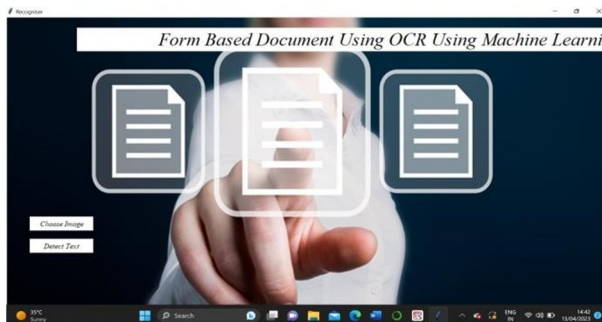 Recogniser
Form Based Document Using OCR Using Machine Learni
Choose Image
Detect Text
35°C
Sunny
Search
ENG
IN
14:42
13/04/2023